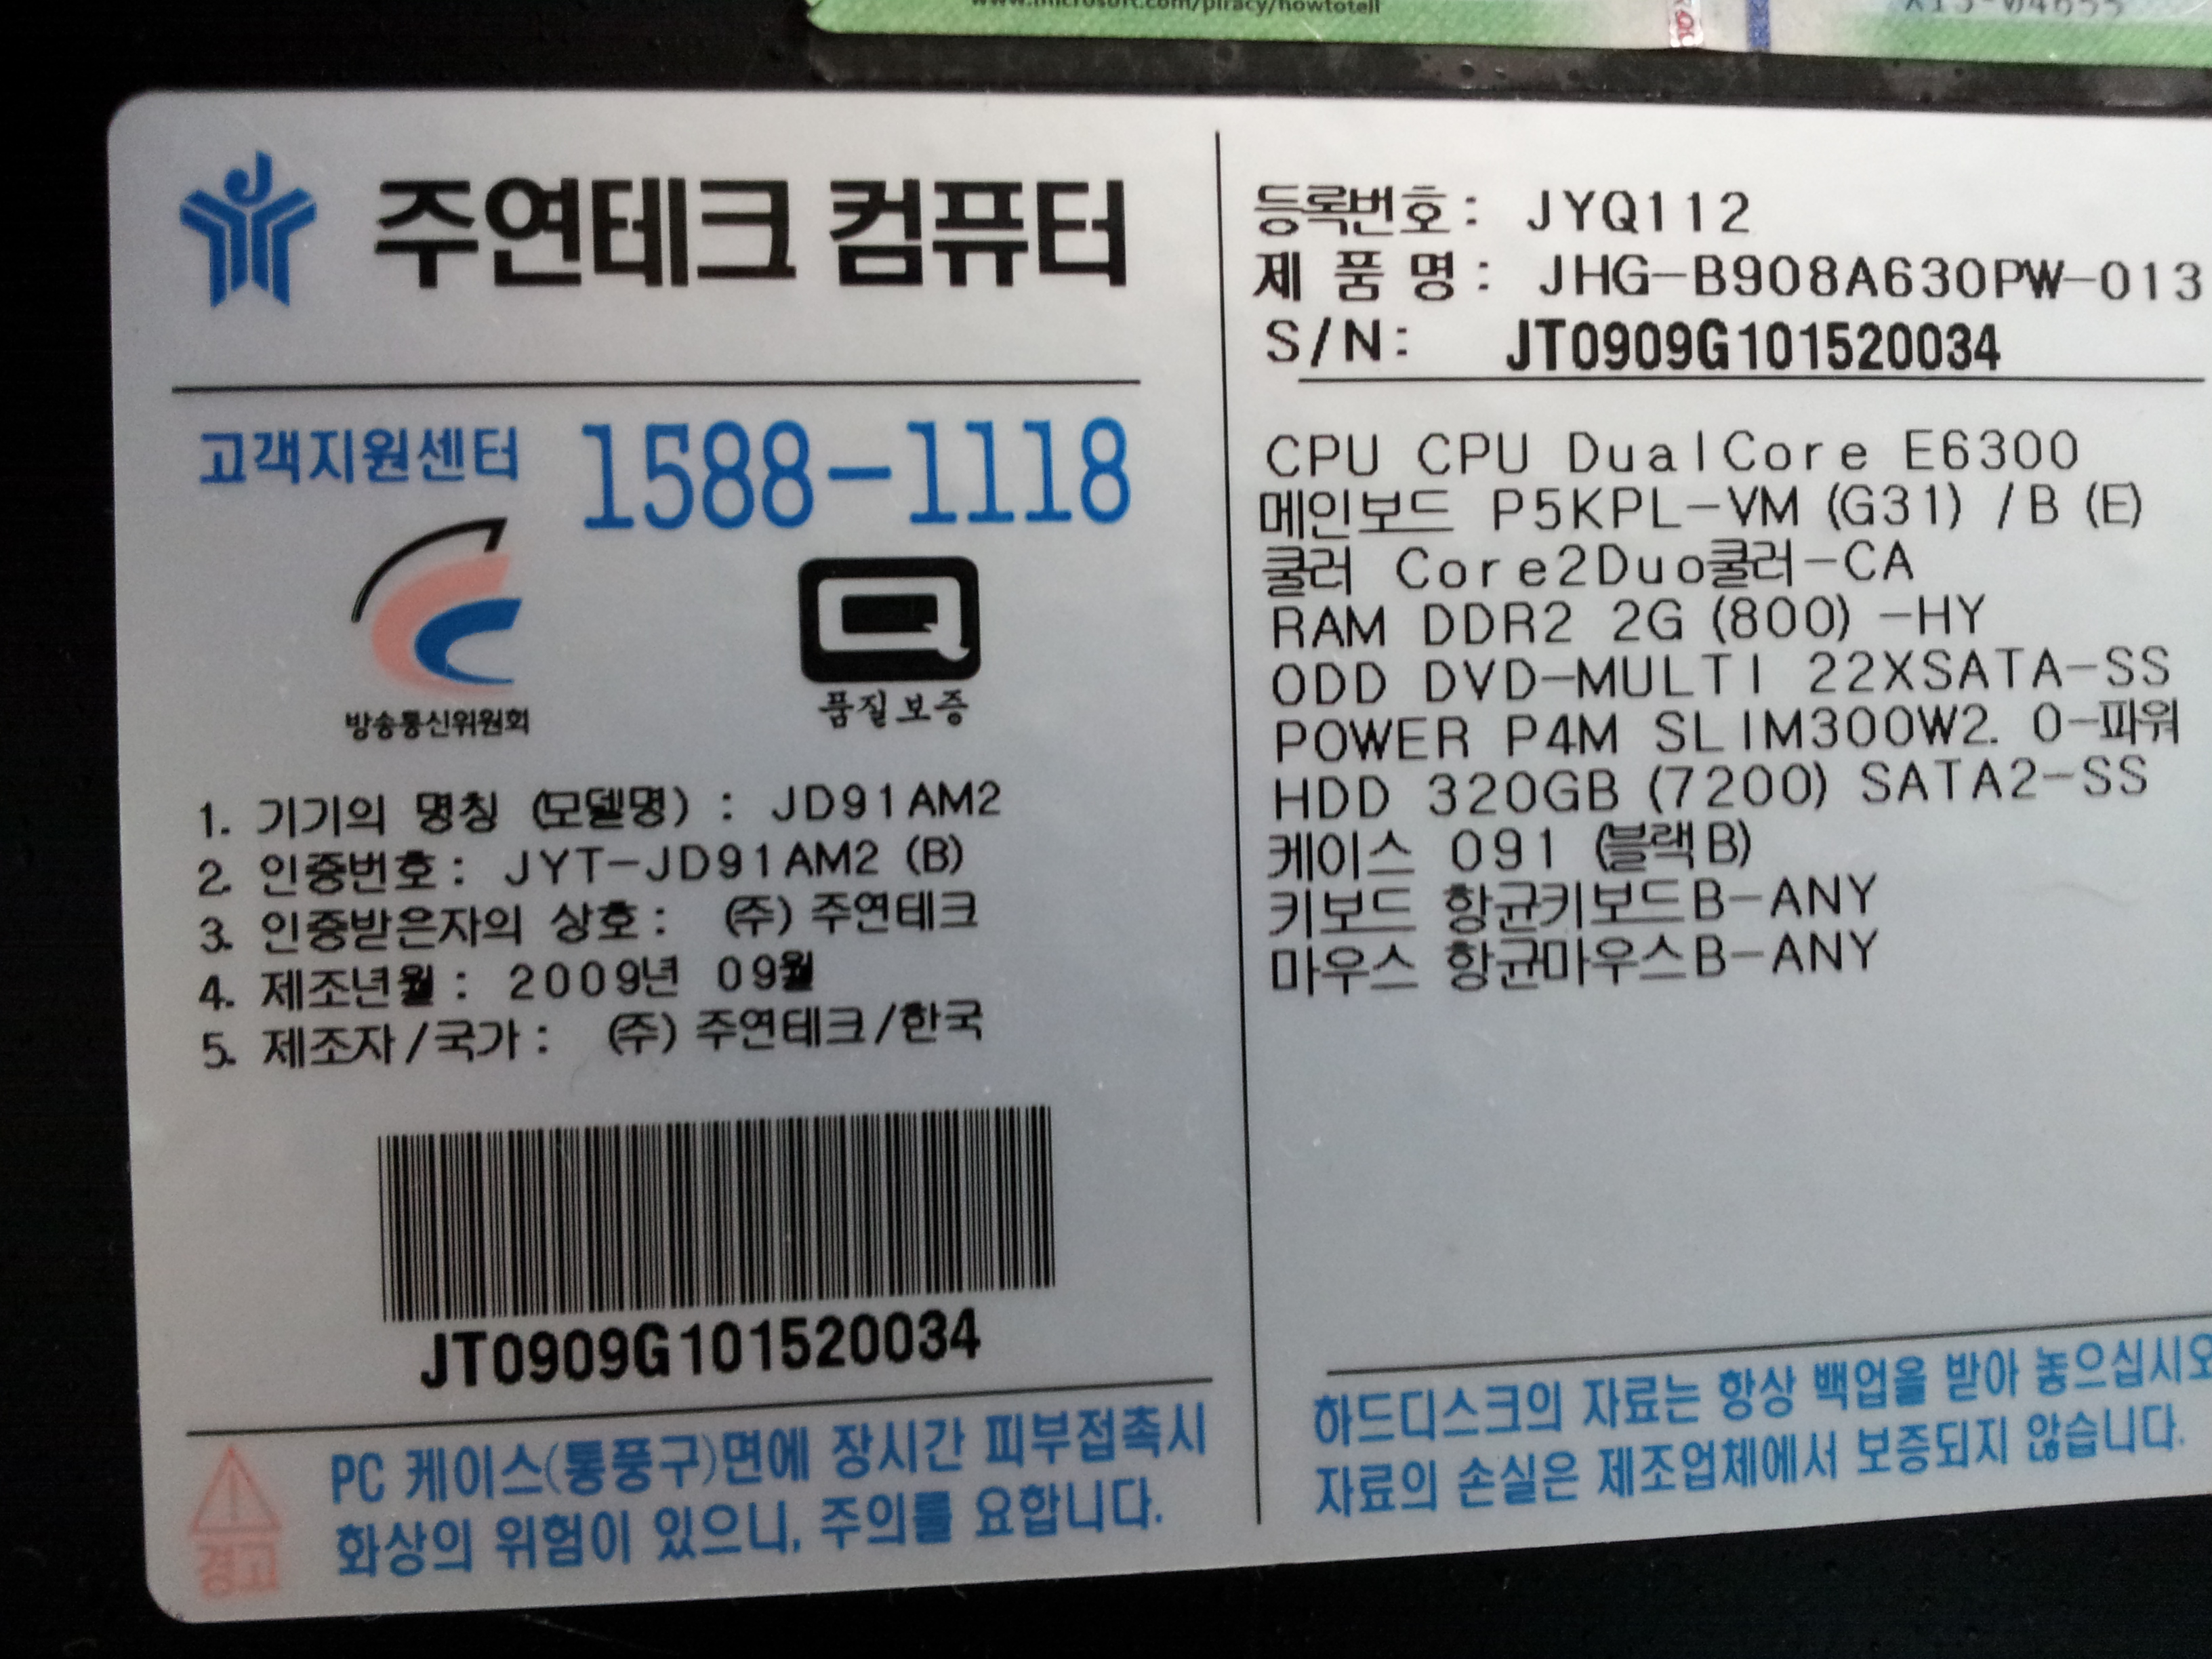 www.microsoft.com/piracy/howtotell
주연테크 컴퓨터
고객지원센터 1588-1118
방송통신위원회
품질보증
1. 기기의 명칭 (모델명) : JD91AM2
2. 인증번호 : JYT-JD91AM2 (B)
3. 인증받은자의 상호 : (주) 주연테크
4. 제조년월 : 2009년 09월
5. 제조자/국가 : (주) 주연테크/한국
JT0909G101520034
경고
PC 케이스(통풍구)면에 장시간 피부접촉시
화상의 위험이 있으니, 주의를 요합니다.
등록번호 : JYQ112
제 품 명 : JHG-B908A630PW-013
S/N: JT0909G101520034
CPU CPU DualCore E6300
메인보드 P5KPL-VM (G31) /B (E)
쿨러 Core2Duo쿨러-CA
RAM DDR2 2G (800) -HY
ODD DVD-MULTI 22XSATA-SS
POWER P4M SLIM300W2. 0-파워
HDD 320GB (7200) SATA2-SS
케이스 091 (블랙B)
키보드 항균키보드B-ANY
마우스 항균마우스B-ANY
하드디스크의 자료는 항상 백업을 받아 놓으십시오
자료의 손실은 제조업체에서 보증되지 않습니다.